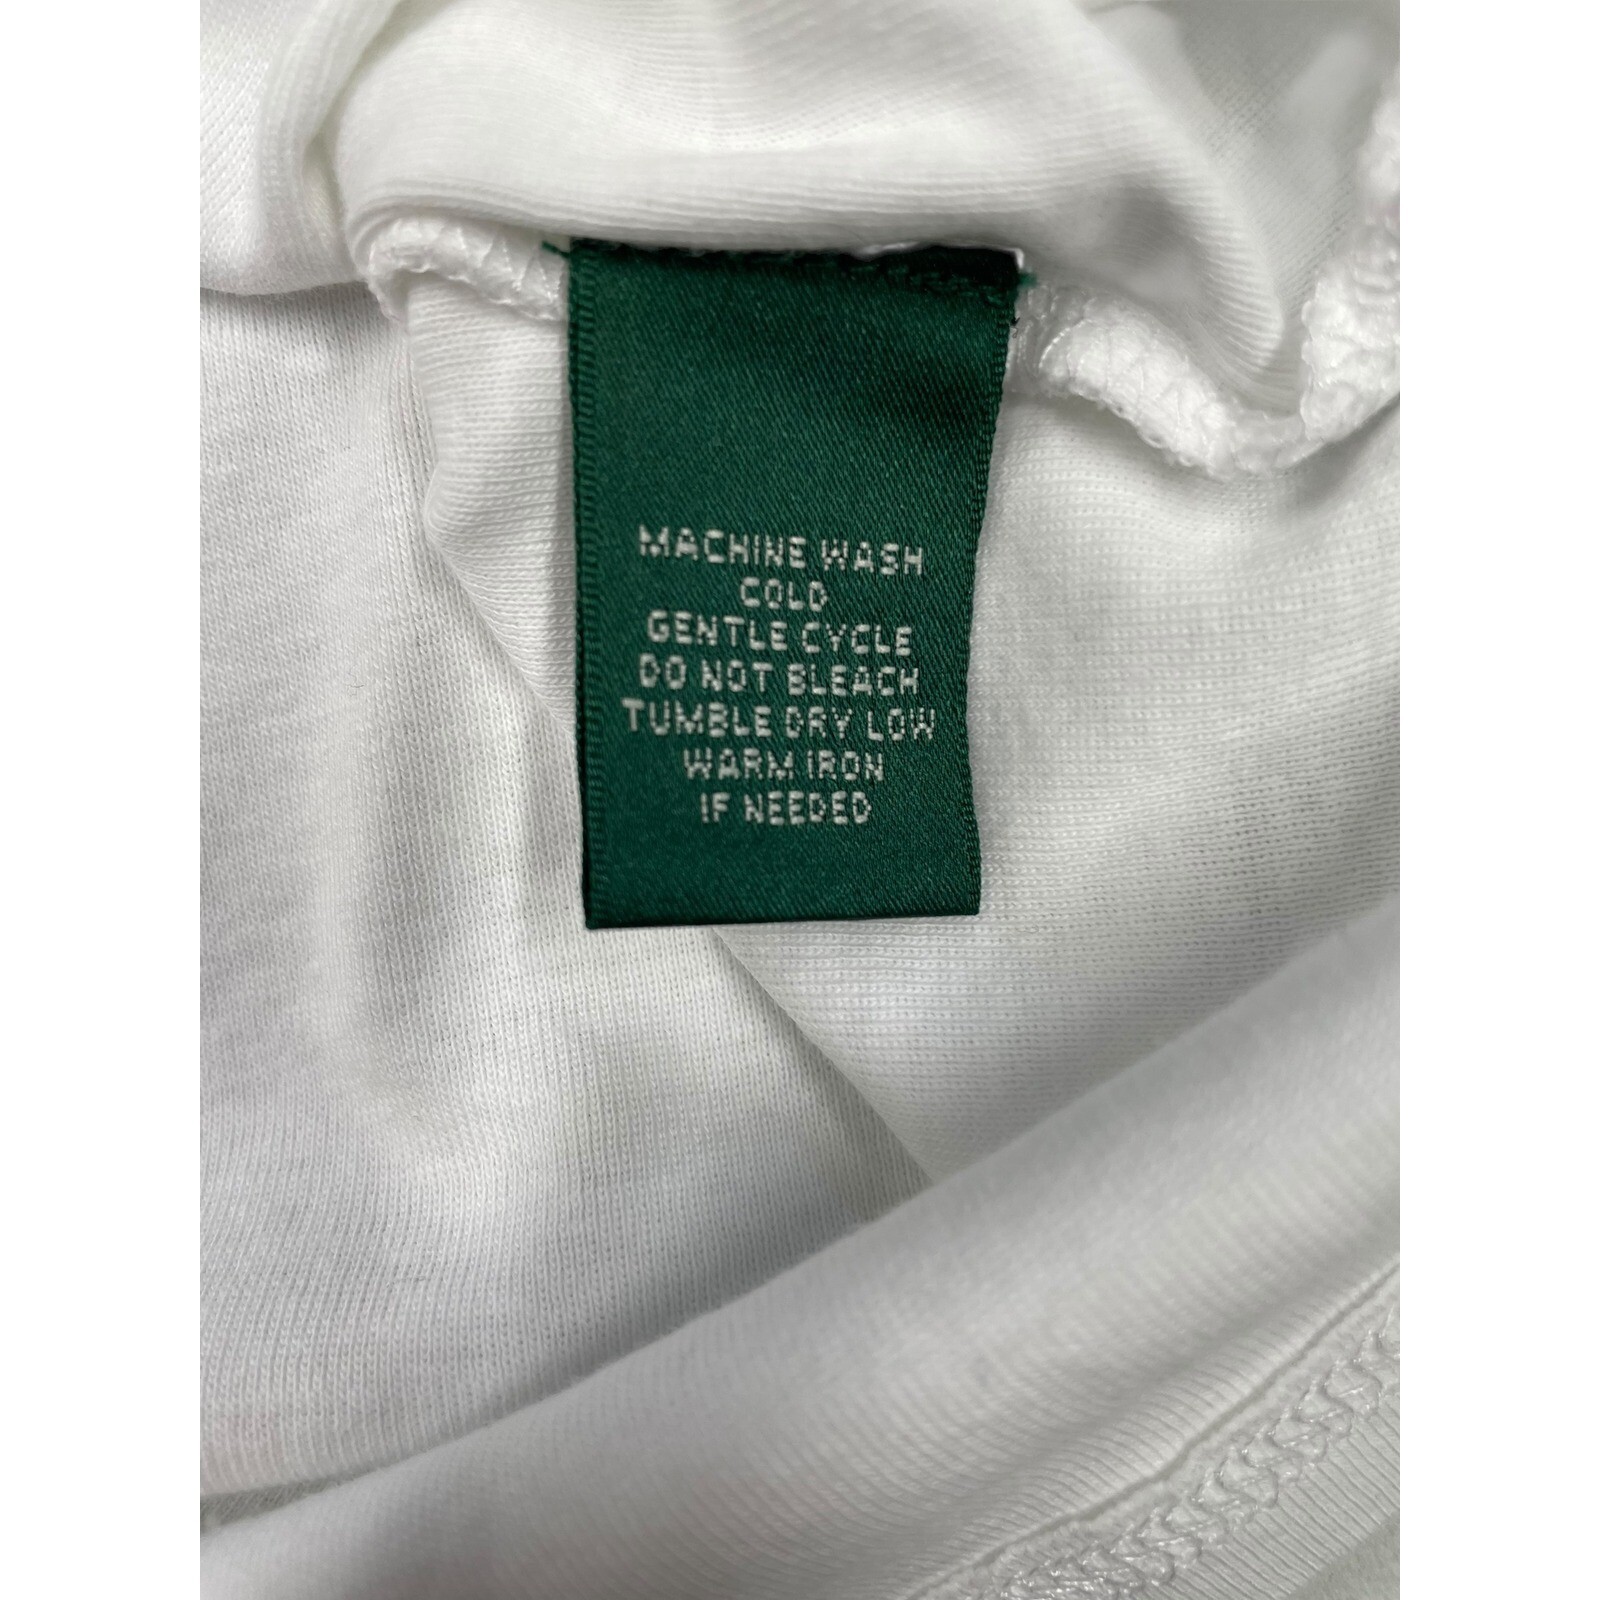 MACHINE WASH
COLD
GENTLE CYCLE
DO NOT BLEACH
TUMBLE DRY LOW
WARM IRON
IF NEEDED